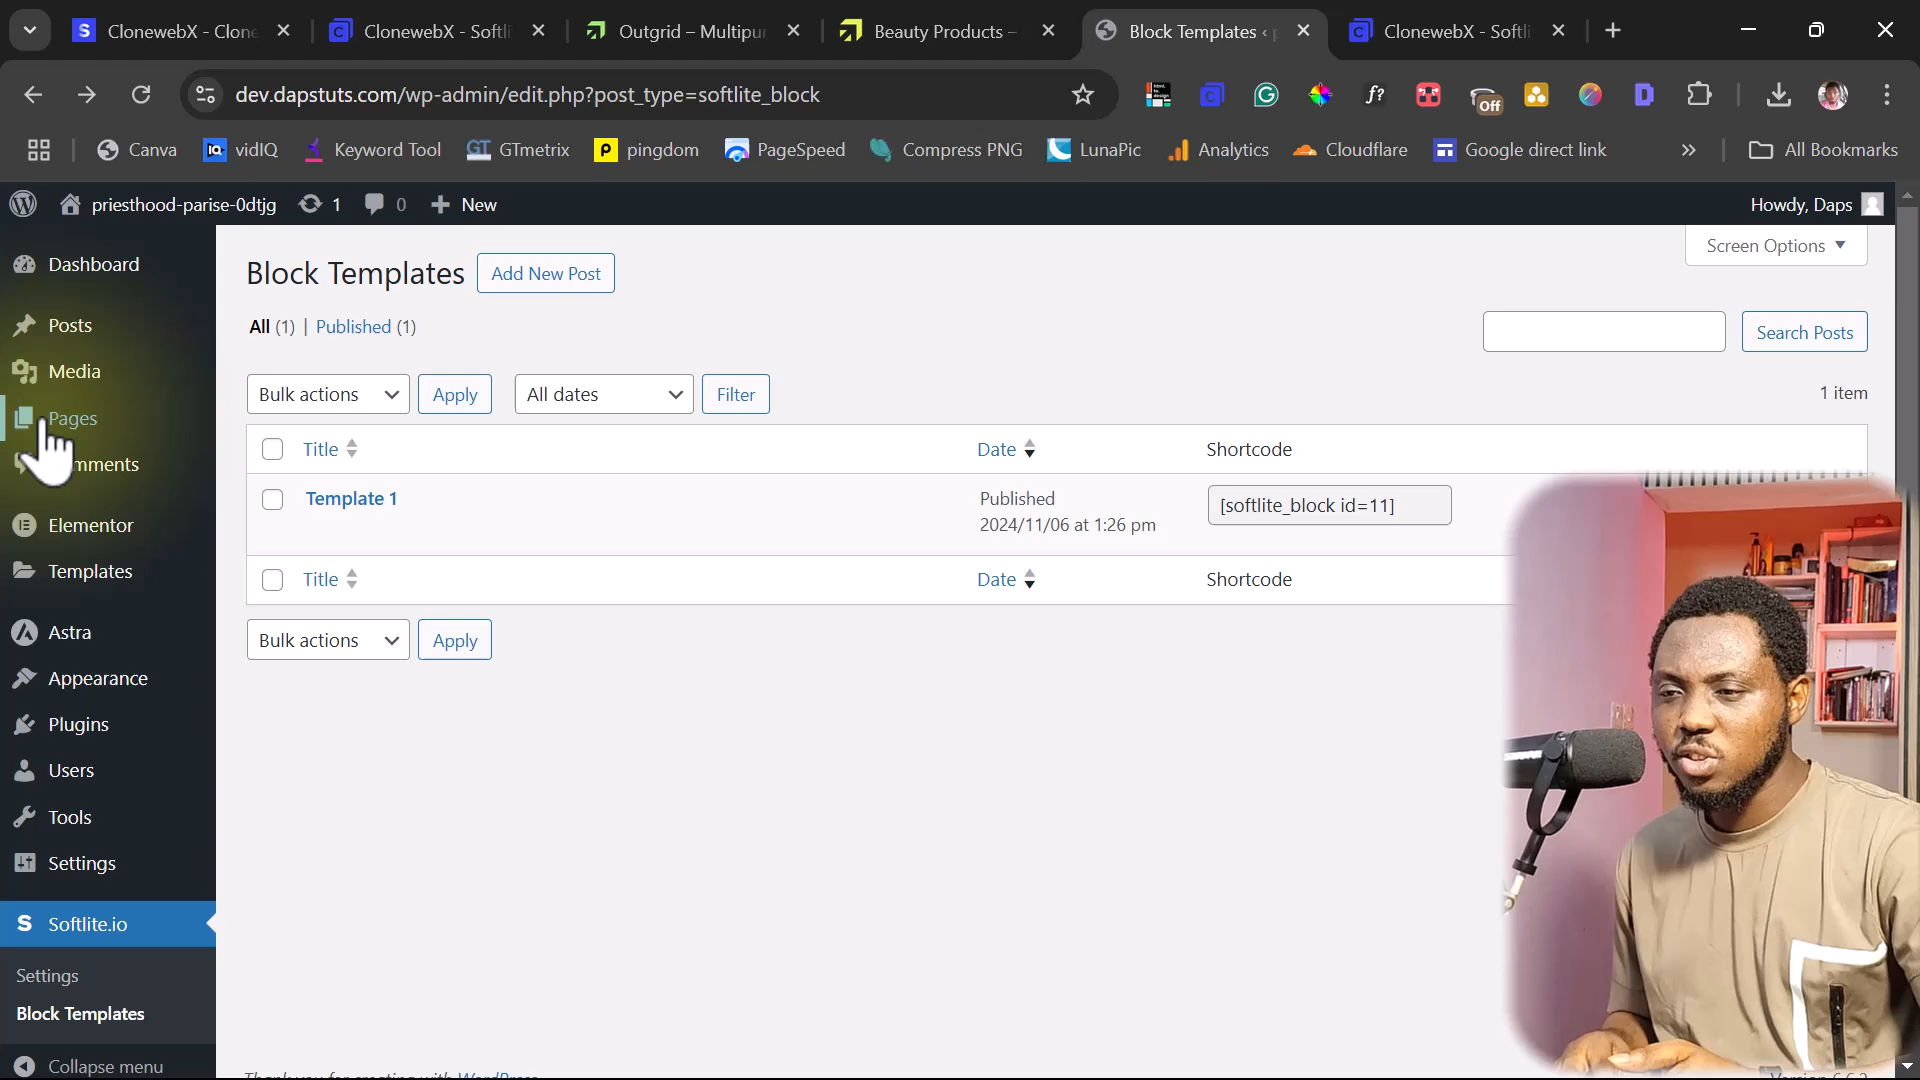 ClonewebX - Clone
ClonewebX - Softli
Outgrid – Multipur
Beauty Products –
Block Templates ‹ p
ClonewebX - Softli
dev.dapstuts.com/wp-admin/edit.php?post_type=softlite_block
Off
Canva
vidIQ
Keyword Tool
GTmetrix
pingdom
PageSpeed
Compress PNG
LunaPic
Analytics
Cloudflare
Google direct link
All Bookmarks
priesthood-parise-0dtjg
1
0
New
Howdy, Daps
Dashboard
Posts
Media
Pages
mments
Elementor
Templates
Astra
Appearance
Plugins
Users
Tools
Settings
Softlite.io
Settings
Block Templates
Collapse menu
Screen Options
Block Templates
Add New Post
All (1) | Published (1)
Search Posts
Bulk actions
Apply
All dates
Filter
1 item
Title
Date
Shortcode
Template 1
Published
2024/11/06 at 1:26 pm
[softlite_block id=11]
Title
Date
Shortcode
Bulk actions
Apply